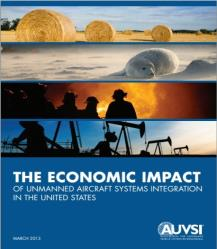 THE ECONOMIC IMPACT
OF UNMANNED AIRCRAFT SYSTEMS INTEGRATION
IN THE UNITED STATES
MARCH 2013
AUVSI